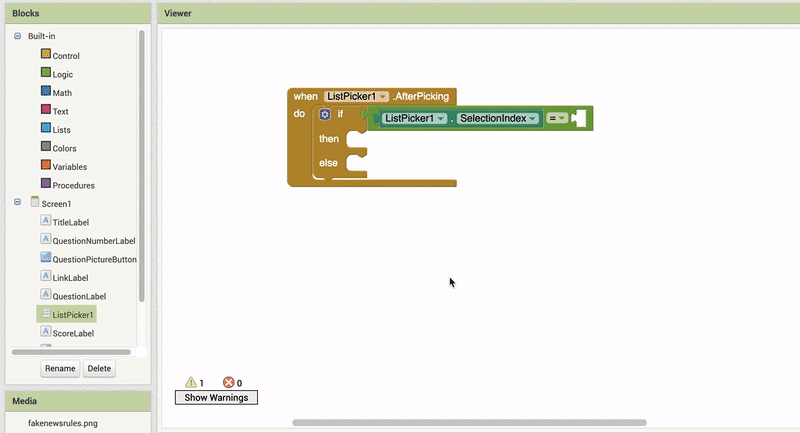 Blocks
Built-in
Control
Logic
Math
Text
Lists
Colors
Variables
Procedures
Screen1
TitleLabel
QuestionNumberLabel
QuestionPictureButton
LinkLabel
QuestionLabel
ListPicker1
ScoreLabel
Rename Delete
Media
fakenewsrules.png
Viewer
when ListPicker1 .AfterPicking
do if ListPicker1 . SelectionIndex =
then
else
1 0
Show Warnings